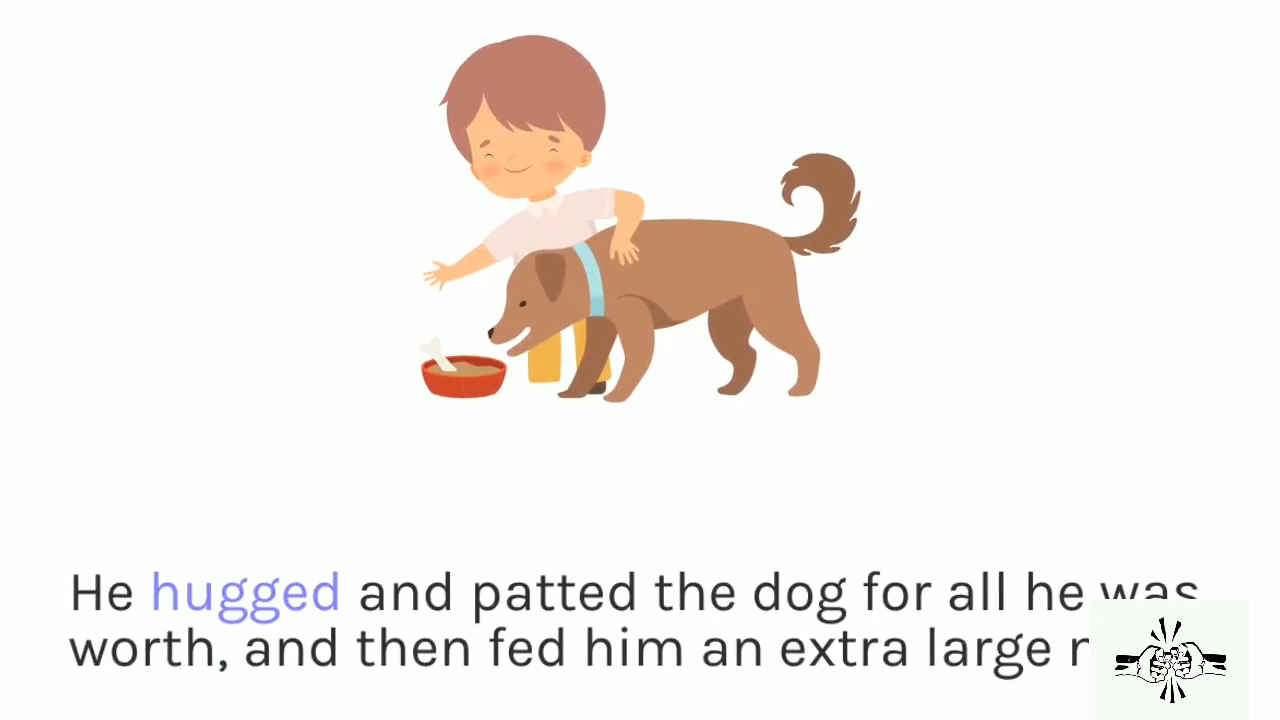 He hugged and patted the dog for all he was
worth, and then fed him an extra large